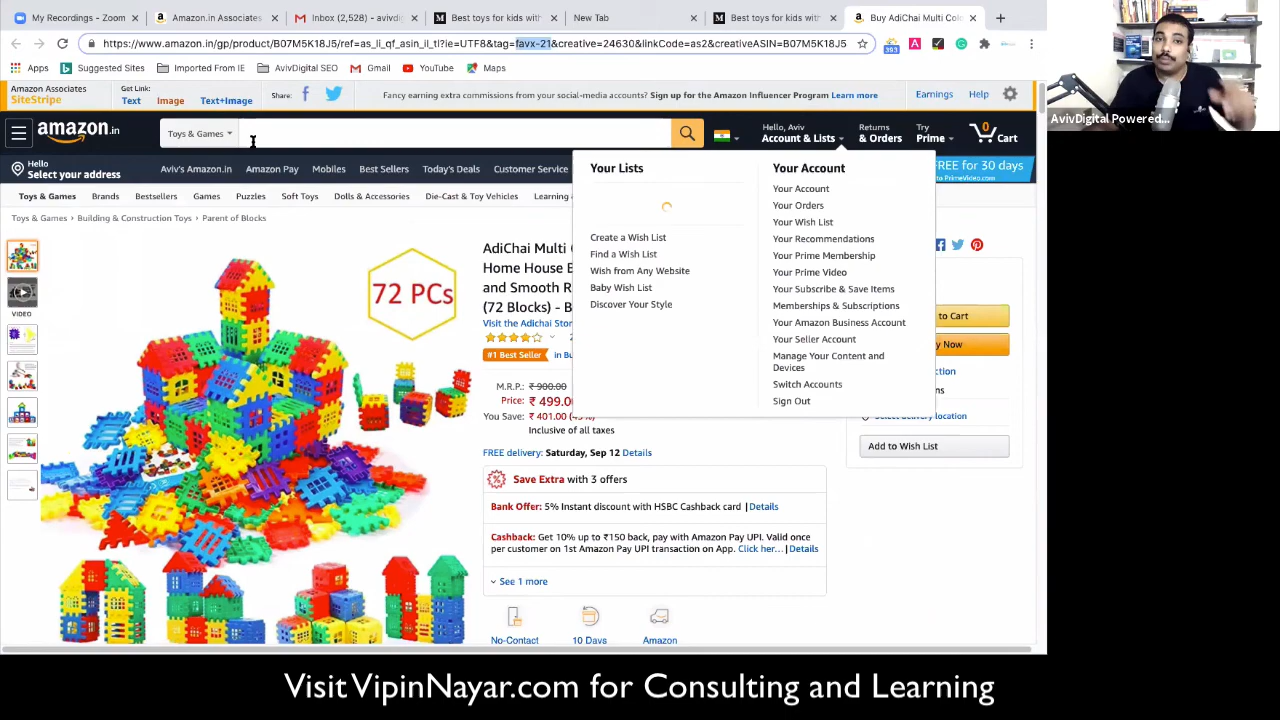 My Recordings - Zoom
Amazon.in Associates
Inbox (2,528) - avivdig
Best toys for kids with
New Tab
Best toys for kids with
Buy AdiChai Multi Col
https://www.amazon.in/gp/product/B07M5K18J5/ref=as_li_qf_asin_il_tl?ie=UTF8&tag=favx-21&creative=24630&linkCode=as2&creativeASIN=B07M5K18J5
393
Apps
Suggested Sites
Imported From IE
AvivDigital SEO
Gmail
YouTube
Maps
AvivDigital Powered...
Amazon Associates
SiteStripe
Get Link:
Text
Image
Text+Image
Share:
Fancy earning extra commissions from your social-media accounts? Sign up for the Amazon Influencer Program Learn more
Earnings
Help
amazon.in
Toys & Games
Hello, Aviv
Account & Lists
Returns
& Orders
Try
Prime
0
Cart
Hello
Select your address
Aviv's Amazon.in
Amazon Pay
Mobiles
Best Sellers
Today's Deals
Customer Service
FREE for 30 days
to PrimeVideo.com
Toys & Games
Brands
Bestsellers
Games
Puzzles
Soft Toys
Dolls & Accessories
Die-Cast & Toy Vehicles
Learning
Toys & Games › Building & Construction Toys › Parent of Blocks
Your Lists
Create a Wish List
Find a Wish List
Wish from Any Website
Baby Wish List
Discover Your Style
Your Account
Your Account
Your Orders
Your Wish List
Your Recommendations
Your Prime Membership
Your Prime Video
Your Subscribe & Save Items
Memberships & Subscriptions
Your Amazon Business Account
Your Seller Account
Manage Your Content and
Devices
Switch Accounts
Sign Out
VIDEO
72 PCs
AdiChai Multi
Home House
and Smooth
(72 Blocks) - B
Visit the Adichai Stor
#1 Best Seller
in Bu
M.R.P.: ₹ 900.00
Price: ₹ 499.0
You Save: ₹ 401.00
Inclusive of all taxes
FREE delivery: Saturday, Sep 12 Details
Save Extra with 3 offers
Bank Offer: 5% Instant discount with HSBC Cashback card | Details
Cashback: Get 10% up to ₹150 back, pay with Amazon Pay UPI. Valid once
per customer on 1st Amazon Pay UPI transaction on App. Click her... | Details
See 1 more
No-Contact
10 Days
Amazon
to Cart
Now
Select delivery location
Add to Wish List
Visit VipinNayar.com for Consulting and Learning